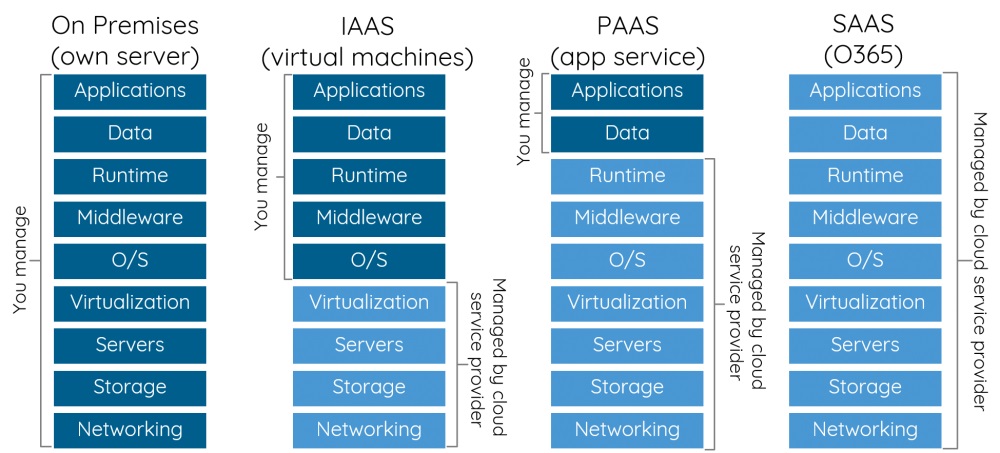 On Premises
(own server)
You manage
Applications
Data
Runtime
Middleware
O/S
Virtualization
Servers
Storage
Networking
IAAS
(virtual machines)
You manage
Applications
Data
Runtime
Middleware
O/S
Virtualization
Servers
Storage
Networking
Managed by cloud
service provider
PAAS
(app service)
You manage
Applications
Data
Runtime
Middleware
O/S
Virtualization
Servers
Storage
Networking
Managed by cloud
service provider
SAAS
(O365)
Applications
Data
Runtime
Middleware
O/S
Virtualization
Servers
Storage
Networking
Managed by cloud service provider